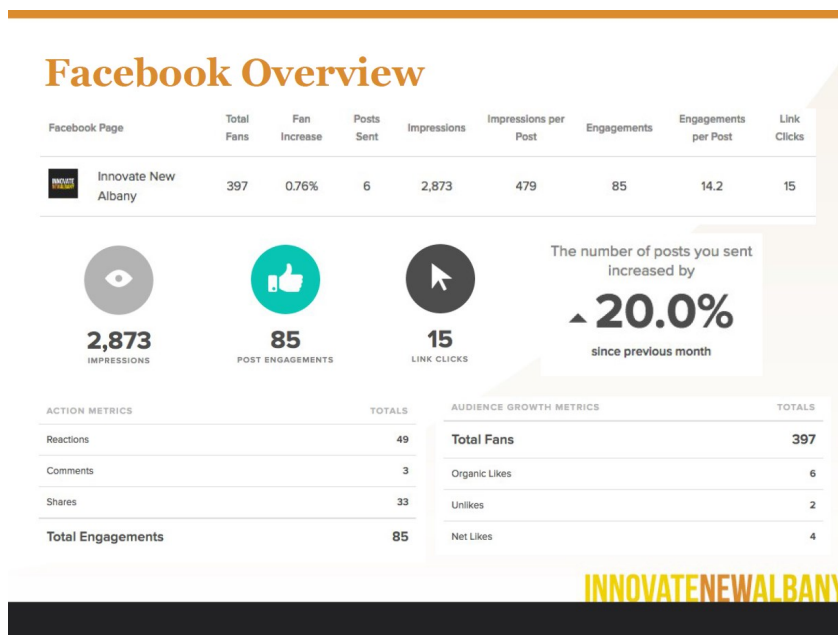 Facebook Overview
Facebook Page Total Fans Fan Increase Posts Sent Impressions Impressions per Post Engagements Engagements per Post Link Clicks
INNOVATE NEW ALBANY Innovate New Albany 397 0.76% 6 2,873 479 85 14.2 15
The number of posts you sent
increased by
20.0%
since previous month
2,873
IMPRESSIONS
85
POST ENGAGEMENTS
15
LINK CLICKS
ACTION METRICS TOTALS
Reactions 49
Comments 3
Shares 33
Total Engagements 85
AUDIENCE GROWTH METRICS TOTALS
Total Fans 397
Organic Likes 6
Unlikes 2
Net Likes 4
INNOVATENEWALBANY